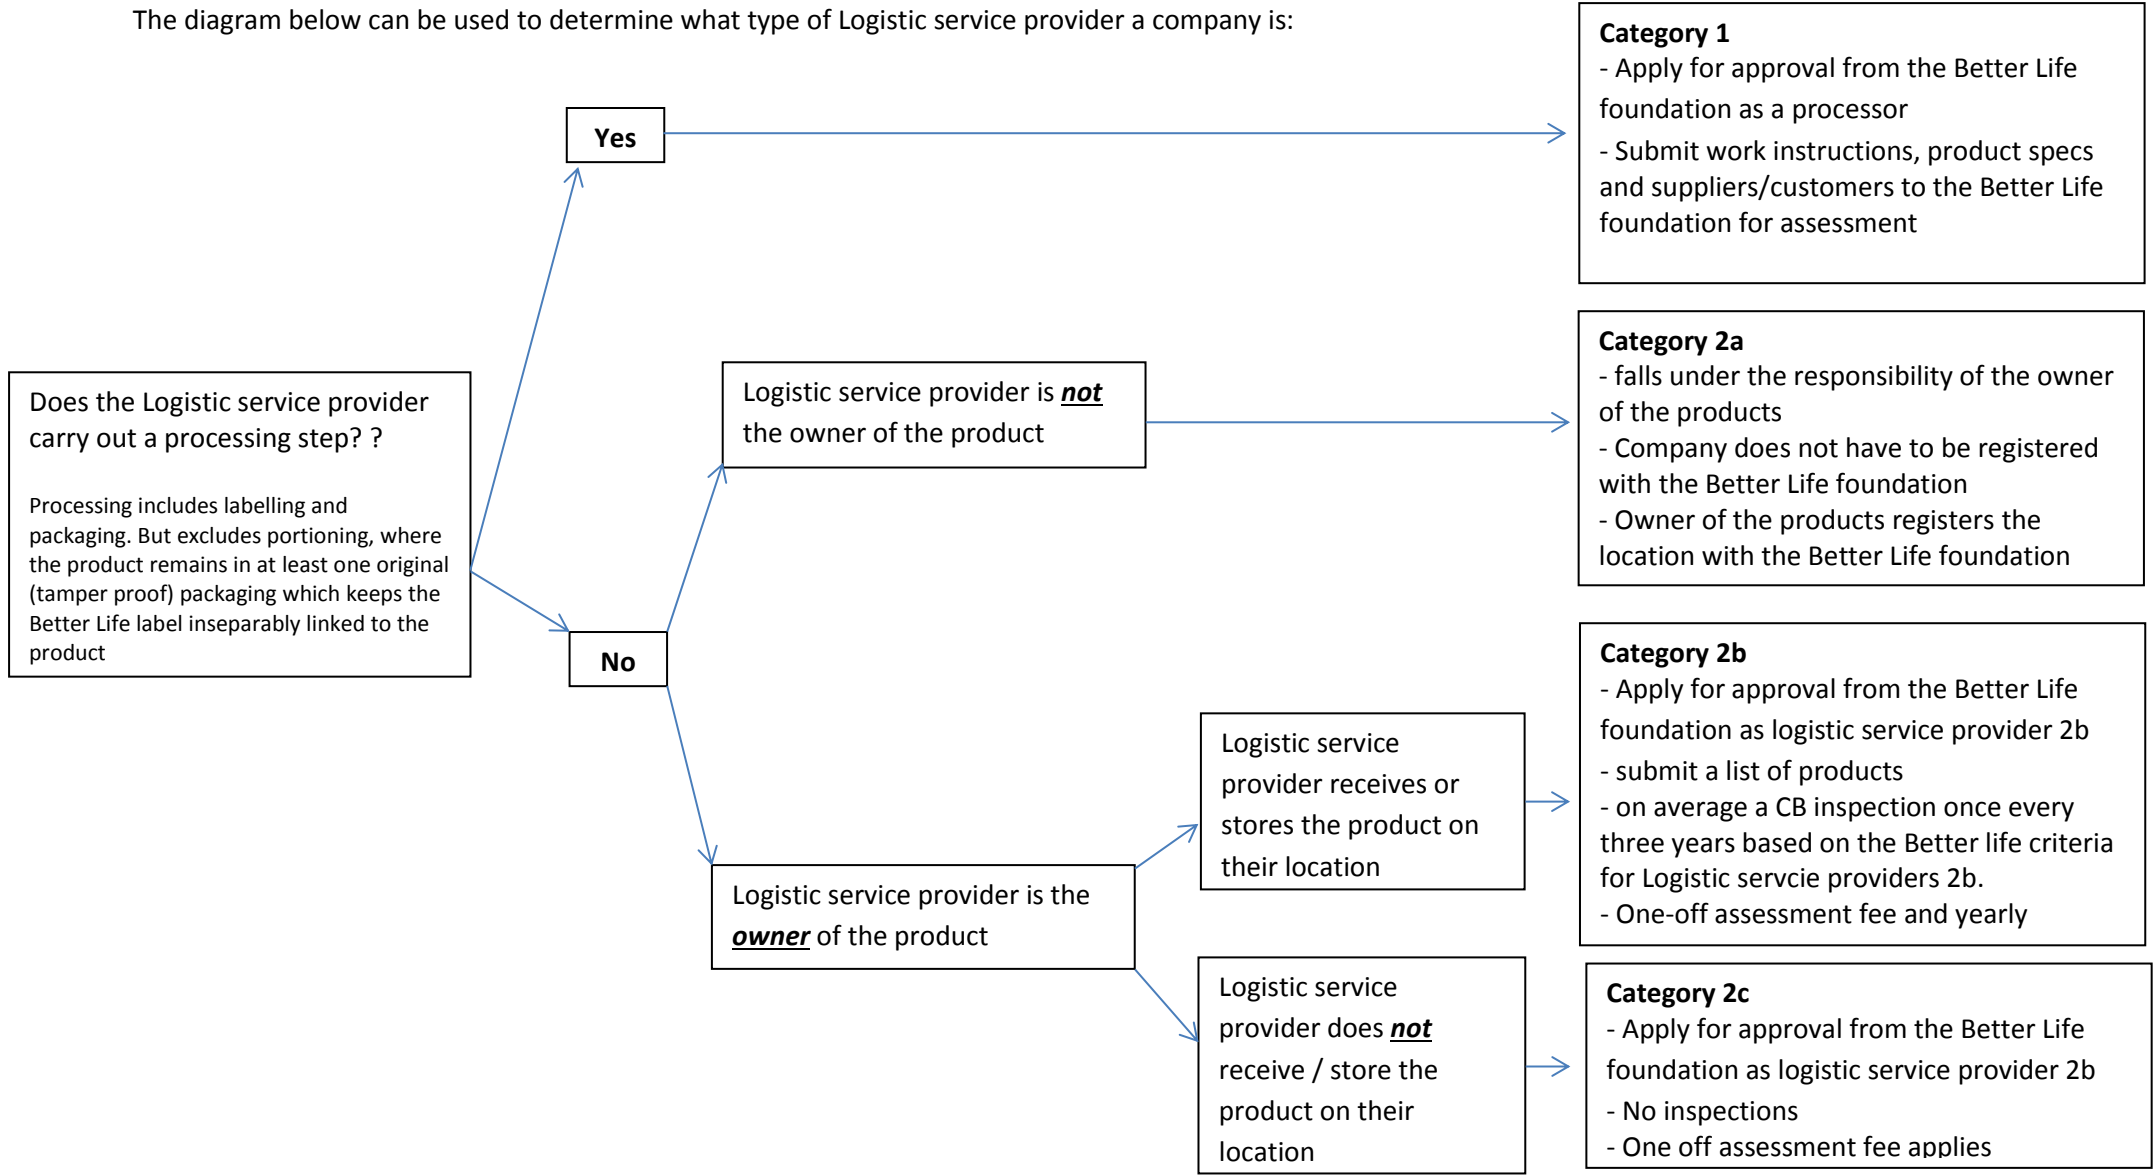 The diagram below can be used to determine what type of Logistic service provider a company is:
Does the Logistic service provider
carry out a processing step? ?
Processing includes labelling and
packaging. But excludes portioning, where
the product remains in at least one original
(tamper proof) packaging which keeps the
Better Life label inseparably linked to the
product
Yes
No
Logistic service provider is not
the owner of the product
Logistic service provider is the
owner of the product
Logistic service
provider receives or
stores the product on
their location
Logistic service
provider does not
receive / store the
product on their
location
Category 1
- Apply for approval from the Better Life
foundation as a processor
- Submit work instructions, product specs
and suppliers/customers to the Better Life
foundation for assessment
Category 2a
- falls under the responsibility of the owner
of the products
- Company does not have to be registered
with the Better Life foundation
- Owner of the products registers the
location with the Better Life foundation
Category 2b
- Apply for approval from the Better Life
foundation as logistic service provider 2b
- submit a list of products
- on average a CB inspection once every
three years based on the Better life criteria
for Logistic servcie providers 2b.
- One-off assessment fee and yearly
Category 2c
- Apply for approval from the Better Life
foundation as logistic service provider 2b
- No inspections
- One off assessment fee applies